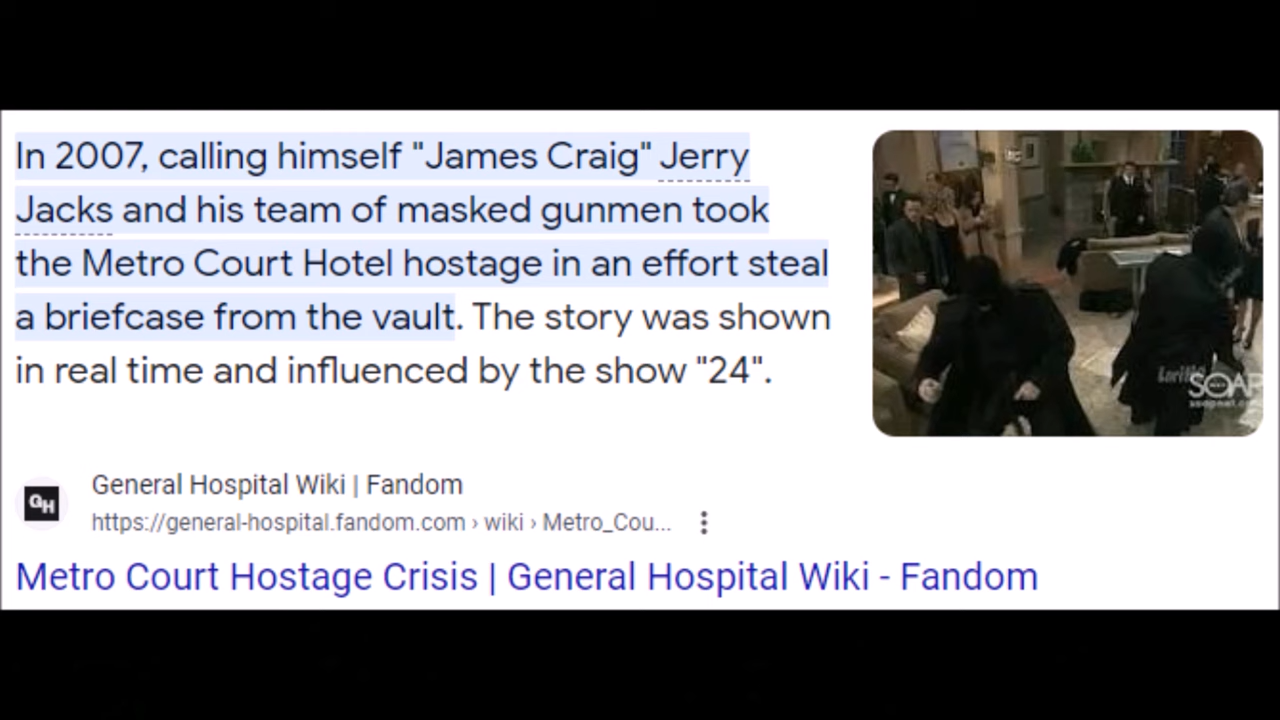 In 2007, calling himself "James Craig" Jerry
Jacks and his team of masked gunmen took
the Metro Court Hotel hostage in an effort steal
a briefcase from the vault. The story was shown
in real time and influenced by the show "24".
SOAP
GH
General Hospital Wiki | Fandom
https://general-hospital.fandom.com › wiki › Metro_Cou...
Metro Court Hostage Crisis | General Hospital Wiki - Fandom